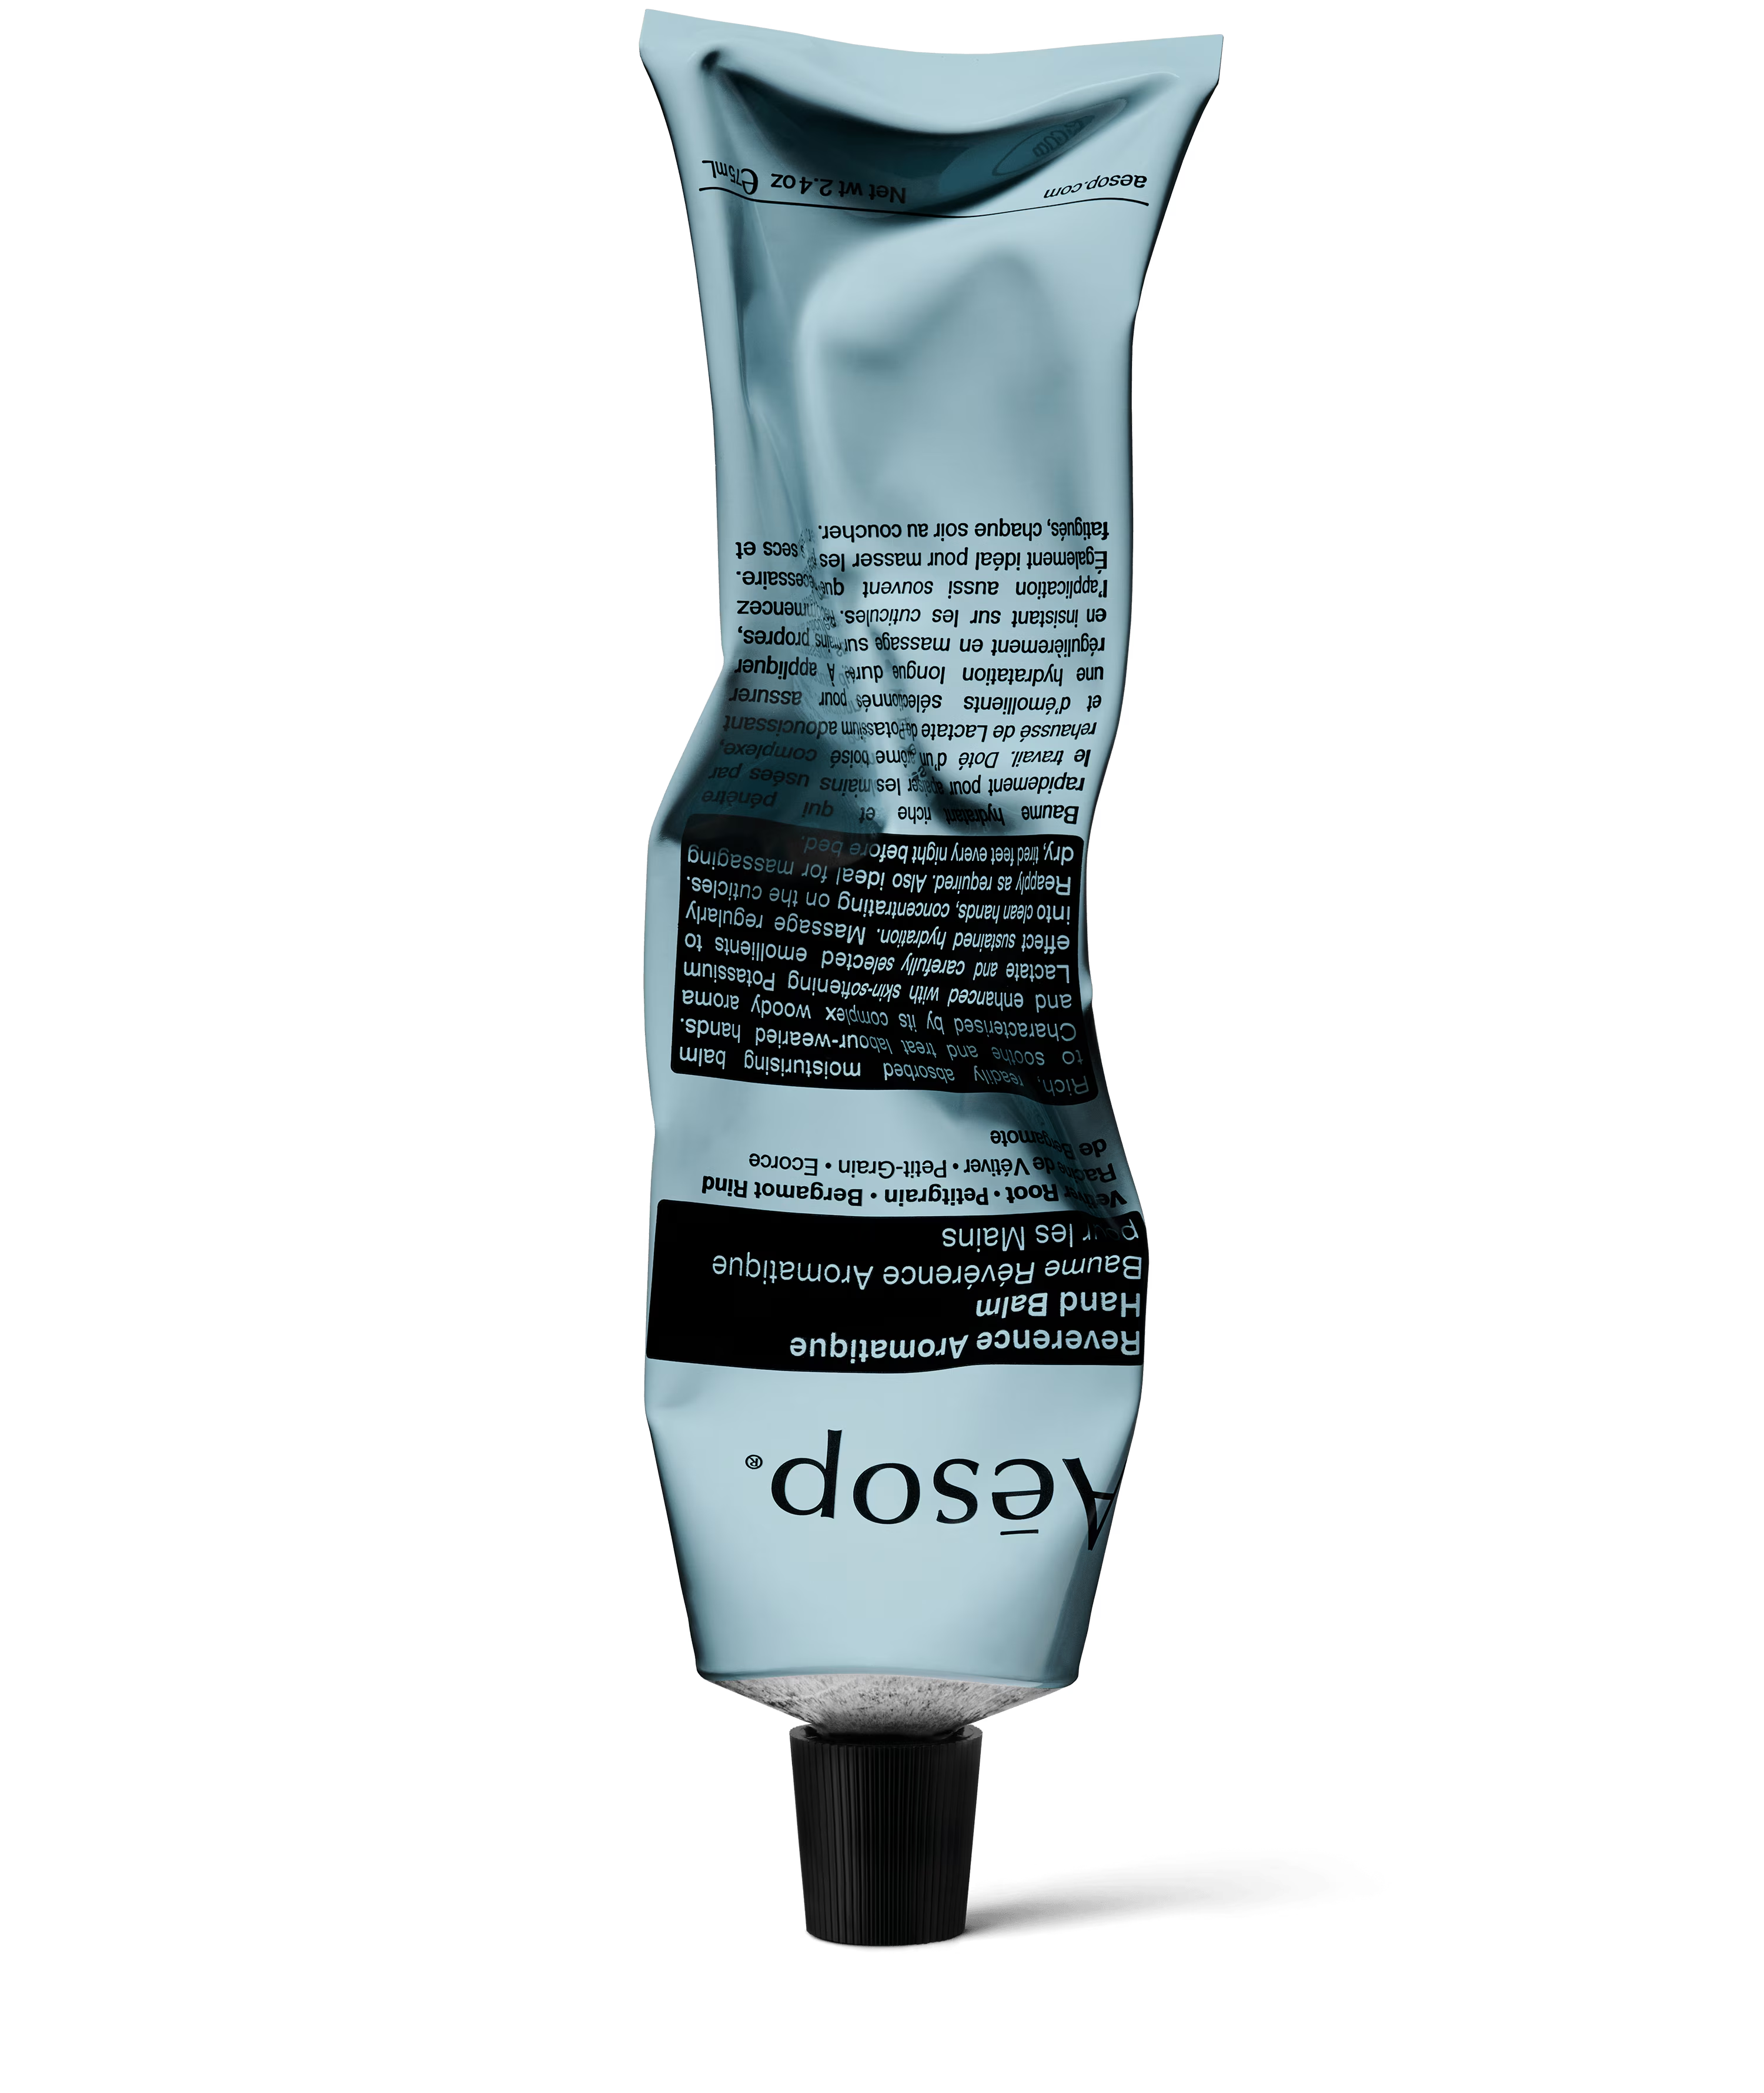 Aēsop®
Reverence Aromatique
Hand Balm
Baume Révérence Aromatique
pour les Mains
Vetiver Root • Petitgrain • Bergamot Rind
Racine de Vétiver • Petit-Grain • Ecorce
de Bergamote
Rich, readily absorbed moisturising balm
to soothe and treat labour-wearied hands.
Characterised by its complex woody aroma
and enhanced with skin-softening Potassium
Lactate and carefully selected emollients to
effect sustained hydration. Massage regularly
into clean hands, concentrating on the cuticles.
Reapply as required. Also ideal for massaging
dry, tired feet every night before bed.
Baume hydratant riche et qui pénètre
rapidement pour apaiser les mains usées par
le travail. Doté d'un arôme boisé complexe,
rehaussé de Lactate de Potassium adoucissant
et d'émollients sélectionnés pour assurer
une hydratation longue durée. À appliquer
régulièrement en massage sur mains propres,
en insistant sur les cuticules. Recommencez
l'application aussi souvent que nécessaire.
Également idéal pour masser les secs et
fatigués, chaque soir au coucher.
aesop.com Net wt 2.4 oz ℮75mL